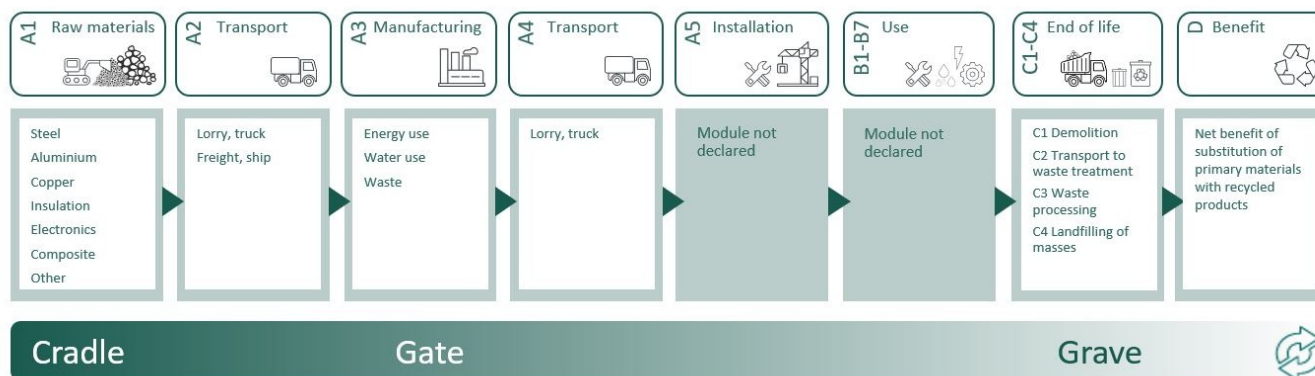 A1 Raw materials
A2 Transport
A3 Manufacturing
A4 Transport
A5 Installation
B1-B7 Use
C1-C4 End of life
D Benefit
Steel
Aluminium
Copper
Insulation
Electronics
Composite
Other
Lorry, truck
Freight, ship
Energy use
Water use
Waste
Lorry, truck
Module not
declared
Module not
declared
C1 Demolition
C2 Transport to
waste treatment
C3 Waste
processing
C4 Landfilling of
masses
Net benefit of
substitution of
primary materials
with recycled
products
Cradle
Gate
Grave